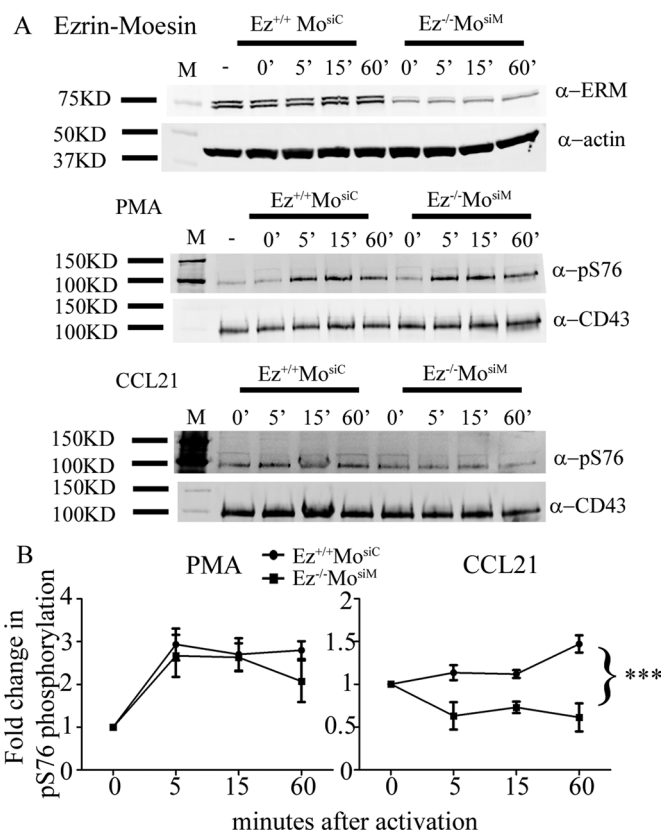 A Ezrin-Moesin Ez+/+ MosiC Ez-/-MosiM
M - 0’ 5’ 15’ 60’ 0’ 5’ 15’ 60’
75KD α-ERM
50KD α-actin
37KD
PMA Ez+/+MosiC Ez-/-MosiM
M - 0’ 5’ 15’ 60’ 0’ 5’ 15’ 60’
150KD α-pS76
100KD
150KD α-CD43
100KD
CCL21 Ez+/+MosiC Ez-/-MosiM
M 0’ 5’ 15’ 60’ 0’ 5’ 15’ 60’
150KD
100KD α-pS76
150KD
100KD α-CD43
B PMA Ez+/+MosiC CCL21
Ez-/-MosiM
Fold change in
pS76 phosphorylation
4 3 2 1 0
0 5 15 60
2 1.5 1 0.5 0
0 5 15 60
***
minutes after activation